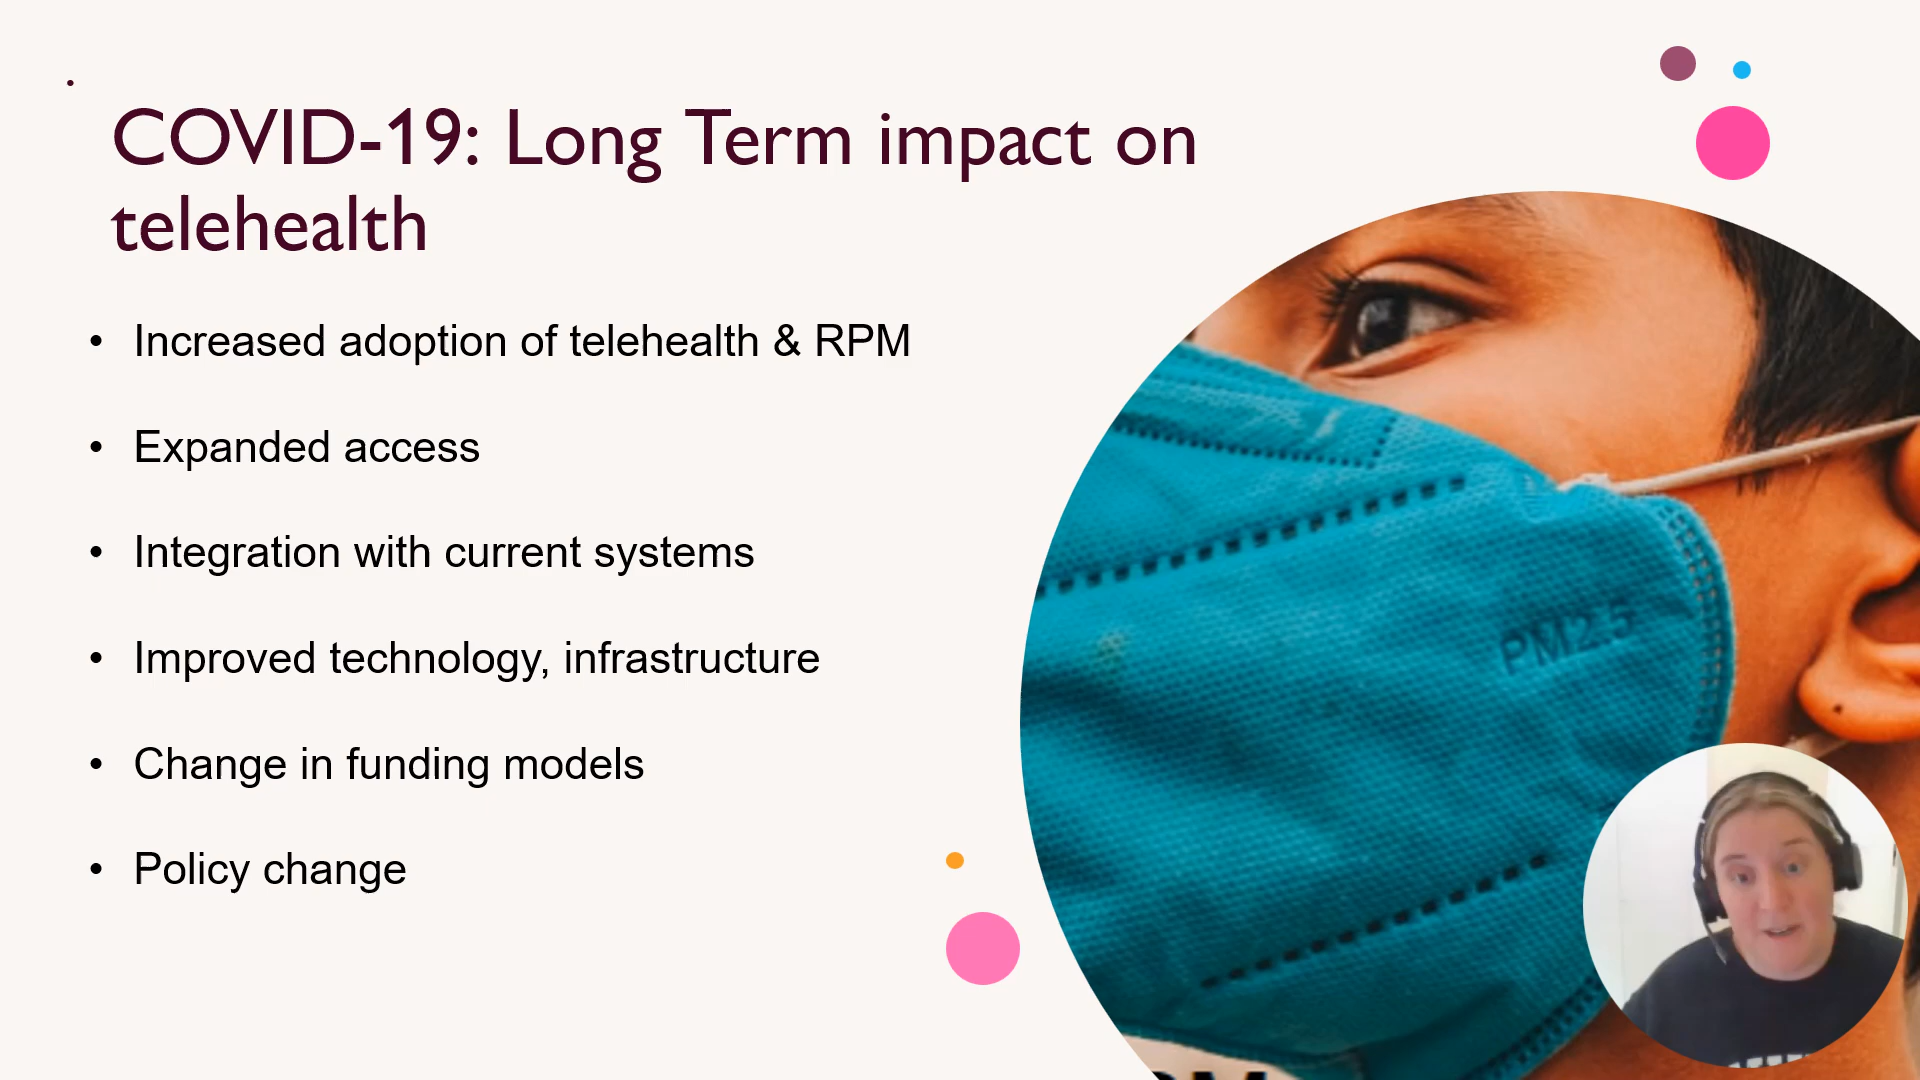 COVID-19: Long Term impact on
telehealth
• Increased adoption of telehealth & RPM
• Expanded access
• Integration with current systems
• Improved technology, infrastructure
• Change in funding models
• Policy change
PM2.5